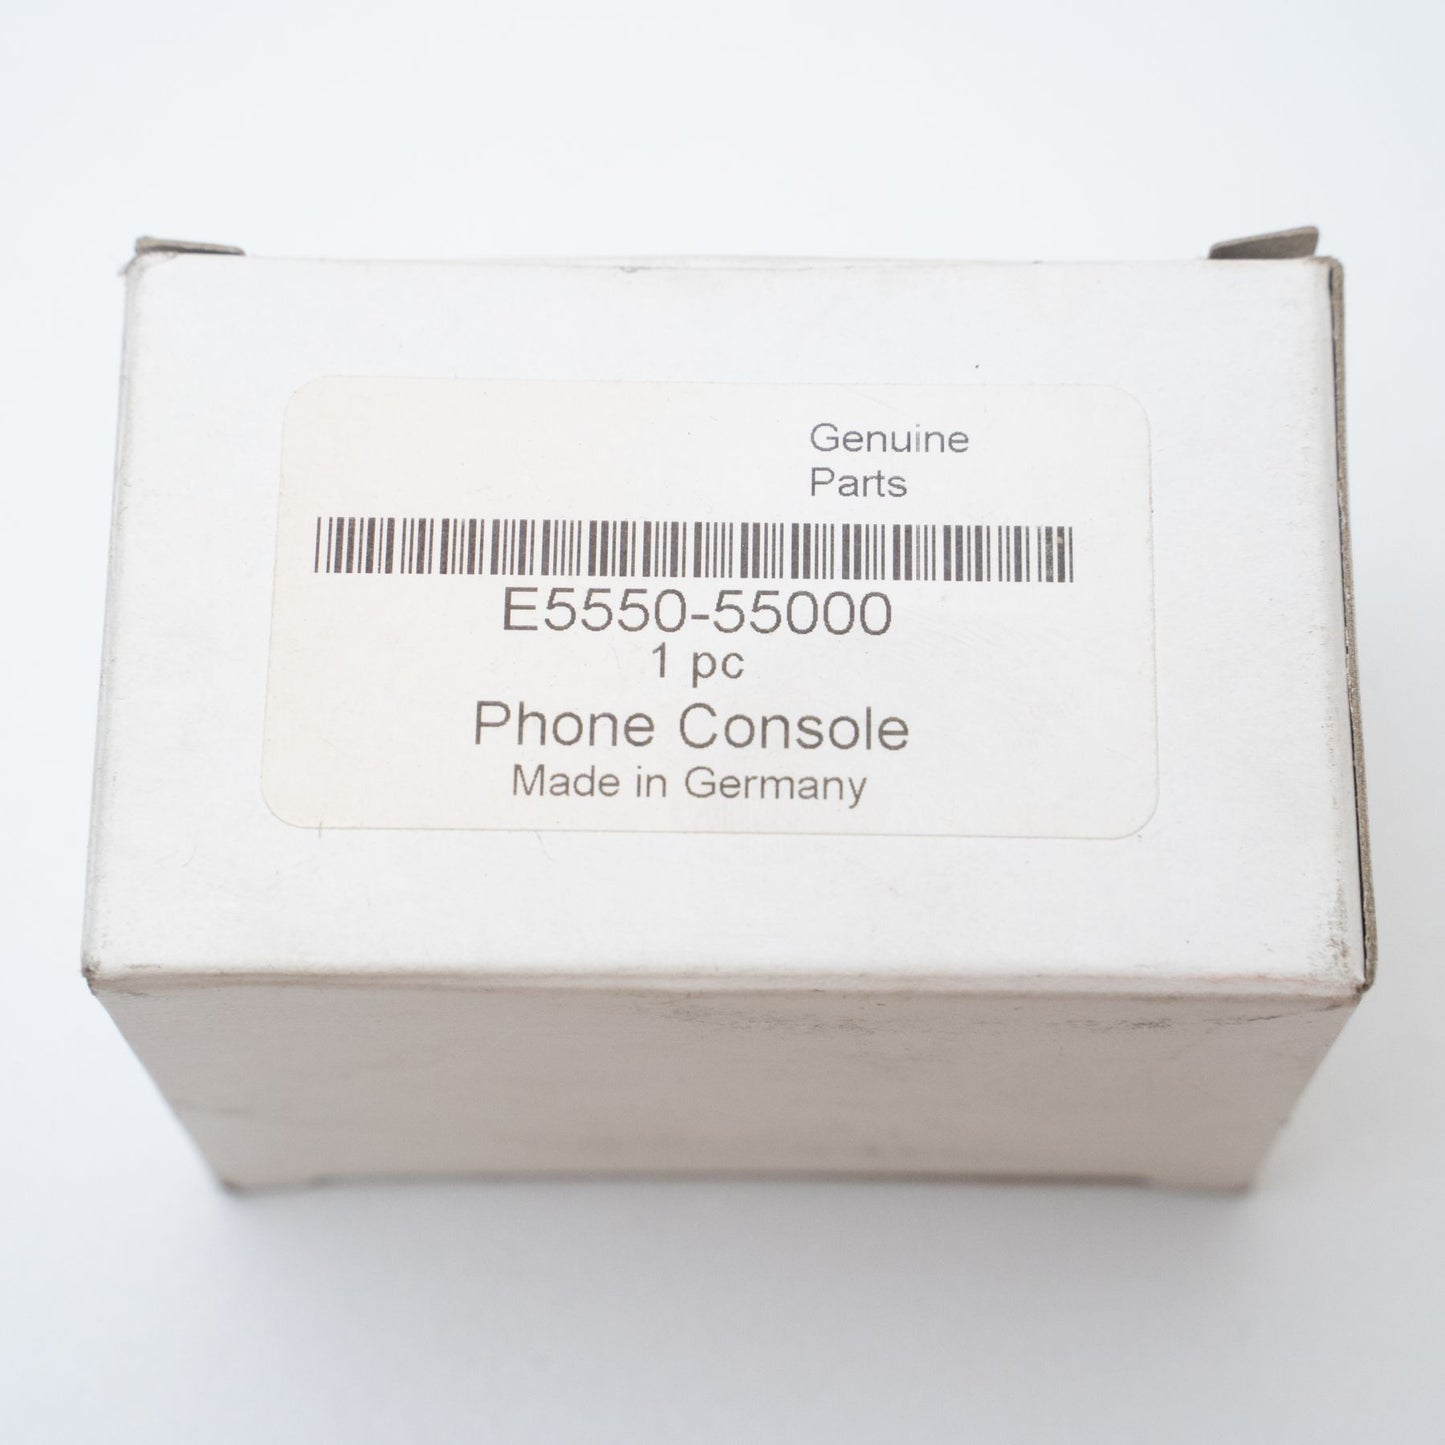 Genuine
Parts
E5550-55000
1 pc
Phone Console
Made in Germany